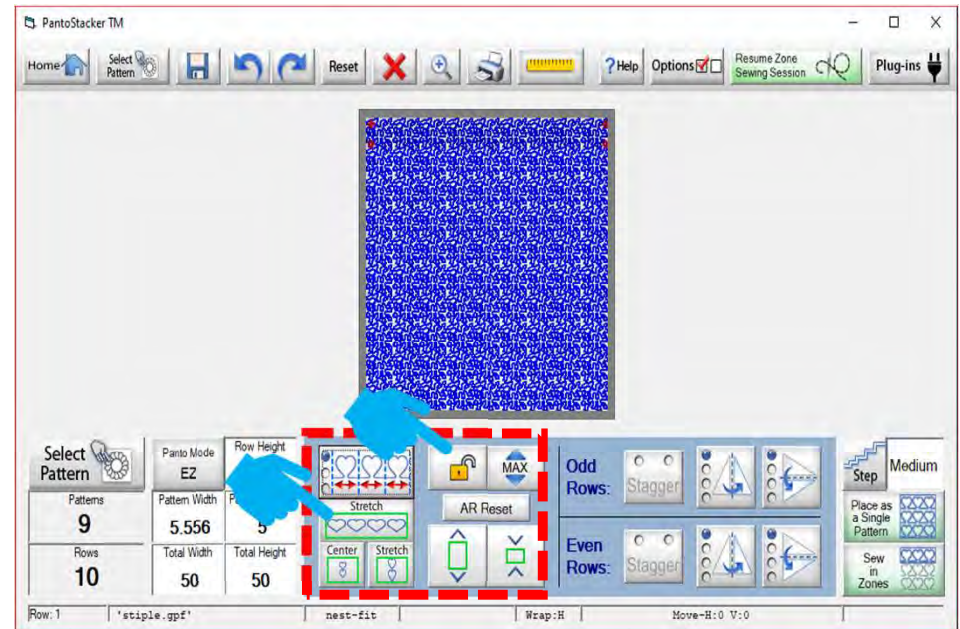 PantoStacker TM
Home
Select
Pattern
Reset
?Help
Options
Resume Zone
Sewing Session
Plug-ins
Select
Pattern
Panto Mode
EZ
Row Height
Patterns
9
Pattern Width
5.556
5
Rows
10
Total Width
50
Total Height
50
Stretch
Center
Stretch
MAX
AR Reset
Odd
Rows:
Stagger
Even
Rows:
Stagger
Step
Medium
Place as
a Single
Pattern
Sew
in
Zones
Row: 1
'stiple.gpf'
nest-fit
Wrap:H
Move-H:0 V:0